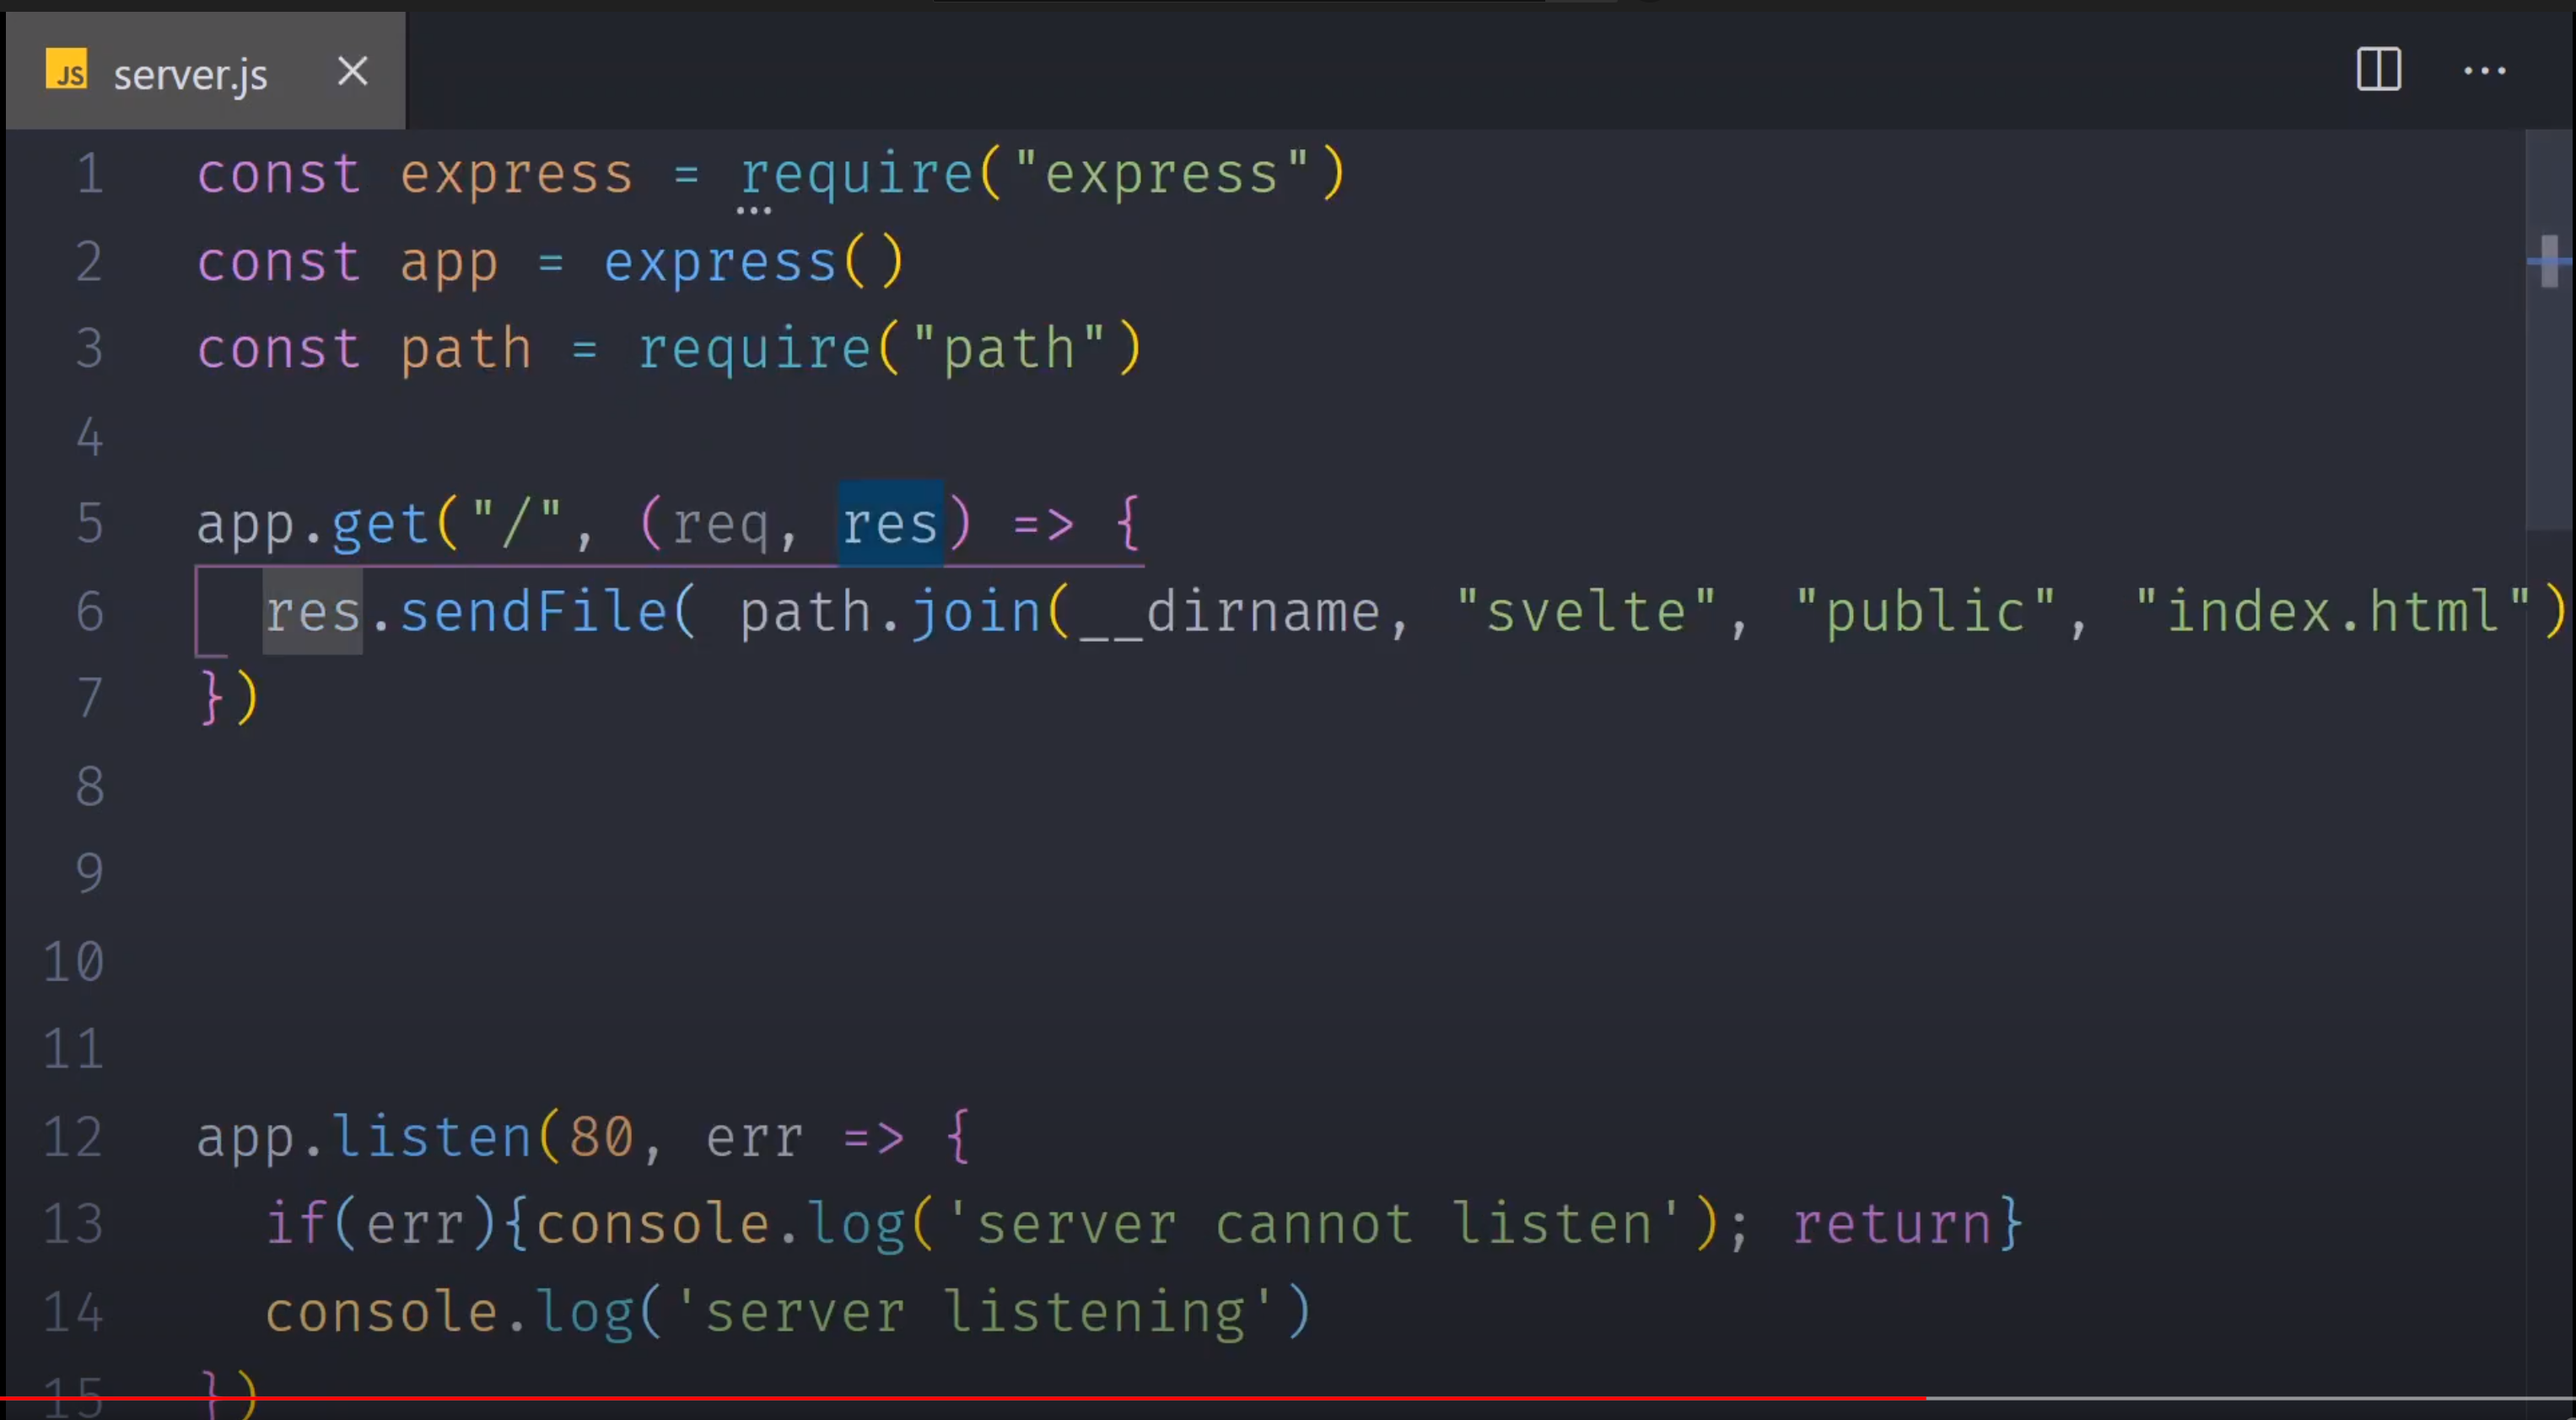 JS server.js
1 const express = require("express")
2 const app = express()
3 const path = require("path")
4
5 app.get("/", (req, res) => {
6   res.sendFile( path.join(__dirname, "svelte", "public", "index.html")
7 })
8
9
10
11
12 app.listen(80, err => {
13   if(err){console.log('server cannot listen'); return}
14   console.log('server listening')
15 })